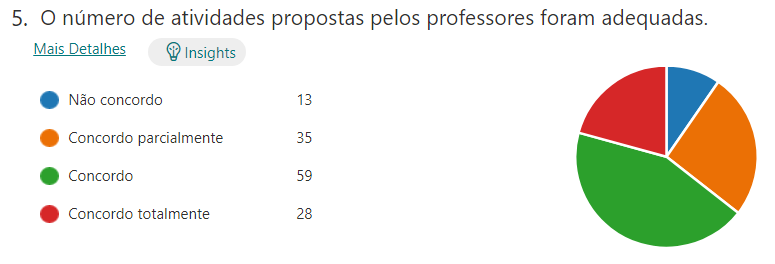 5. O número de atividades propostas pelos professores foram adequadas.
Mais Detalhes Insights
Não concordo 13
Concordo parcialmente 35
Concordo 59
Concordo totalmente 28